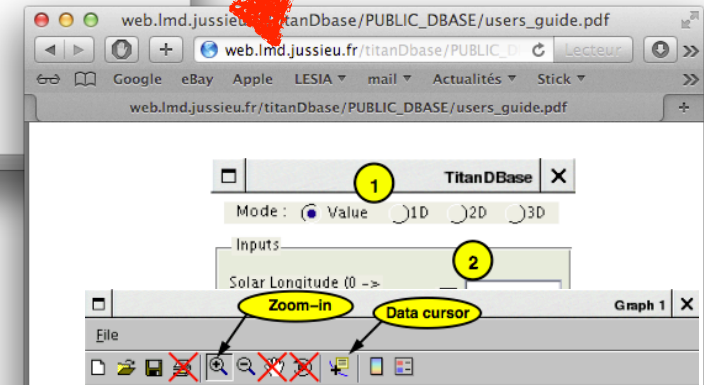 web.lmd.jussieu tanDbase/PUBLIC_DBASE/users_guide.pdf
web.lmd.jussieu.fr/titanDbase/PUBLIC_D Lecteur
Google eBay Apple LESIA mail Actualités Stick
web.lmd.jussieu.fr/titanDbase/PUBLIC_DBASE/users_guide.pdf
1 TitanDBase
Mode : Value 1D 2D 3D
Inputs
2
Solar Longitude (0 ->
Zoom-in Data cursor Graph 1
File